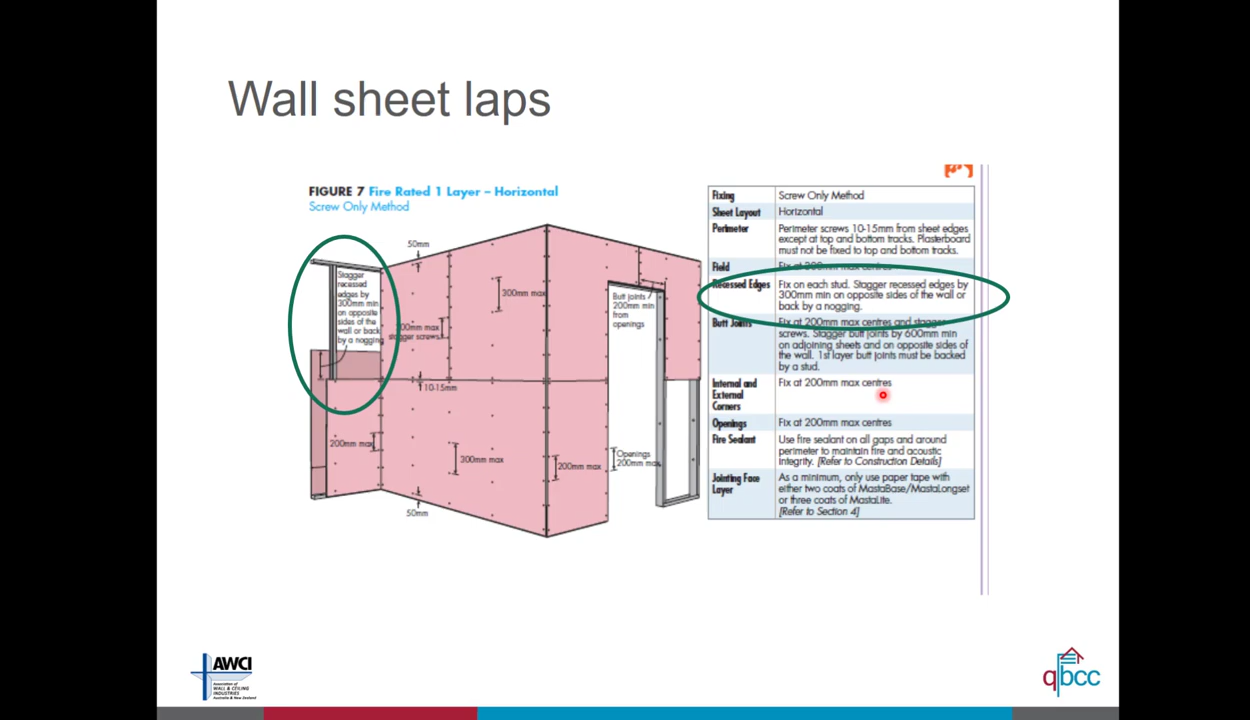 Wall sheet laps
FIGURE 7 Fire Rated 1 Layer – Horizontal
Screw Only Method
50mm
Stagger
recessed
edges by
300mm min
on opposite
sides of the
wall or back
by a nogging
300mm max
stagger screws
10-15mm
200mm max
300mm max
50mm
Butt joints
200mm min
from
openings
200mm max
Openings
200mm max
Fixing Screw Only Method
Sheet Layout Horizontal
Perimeter Perimeter screws 10-15mm from sheet edges
except at top and bottom tracks. Plasterboard
must not be fixed to top and bottom tracks.
Field Fix at 300mm max centres
Recessed Edges Fix on each stud. Stagger recessed edges by
300mm min on opposite sides of the wall or
back by a nogging.
Butt Joints Fix at 200mm max centres and stagger
screws. Stagger butt joints by 600mm min
on adjoining sheets and on opposite sides of
the wall. 1st layer butt joints must be backed
by a stud.
Internal and Fix at 200mm max centres
External
Corners
Openings Fix at 200mm max centres
Fire Sealant Use fire sealant on all gaps and around
perimeter to maintain fire and acoustic
integrity. [Refer to Construction Details]
Jointing Face As a minimum, only use paper tape with
Layer either two coats of MastaBase/MastaLongset
or three coats of MastaLite.
[Refer to Section 4]
AWCI
Association of
WALL & CEILING
INDUSTRIES
Australia & New Zealand
qbcc